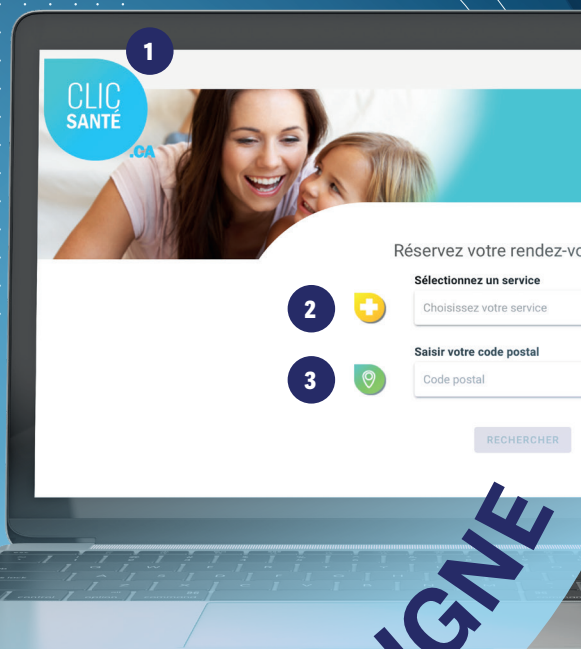 1
CLIC
SANTÉ
.CA
Réservez votre rendez-vo
Sélectionnez un service
2
Choisissez votre service
Saisir votre code postal
3
Code postal
RECHERCHER
IGNE